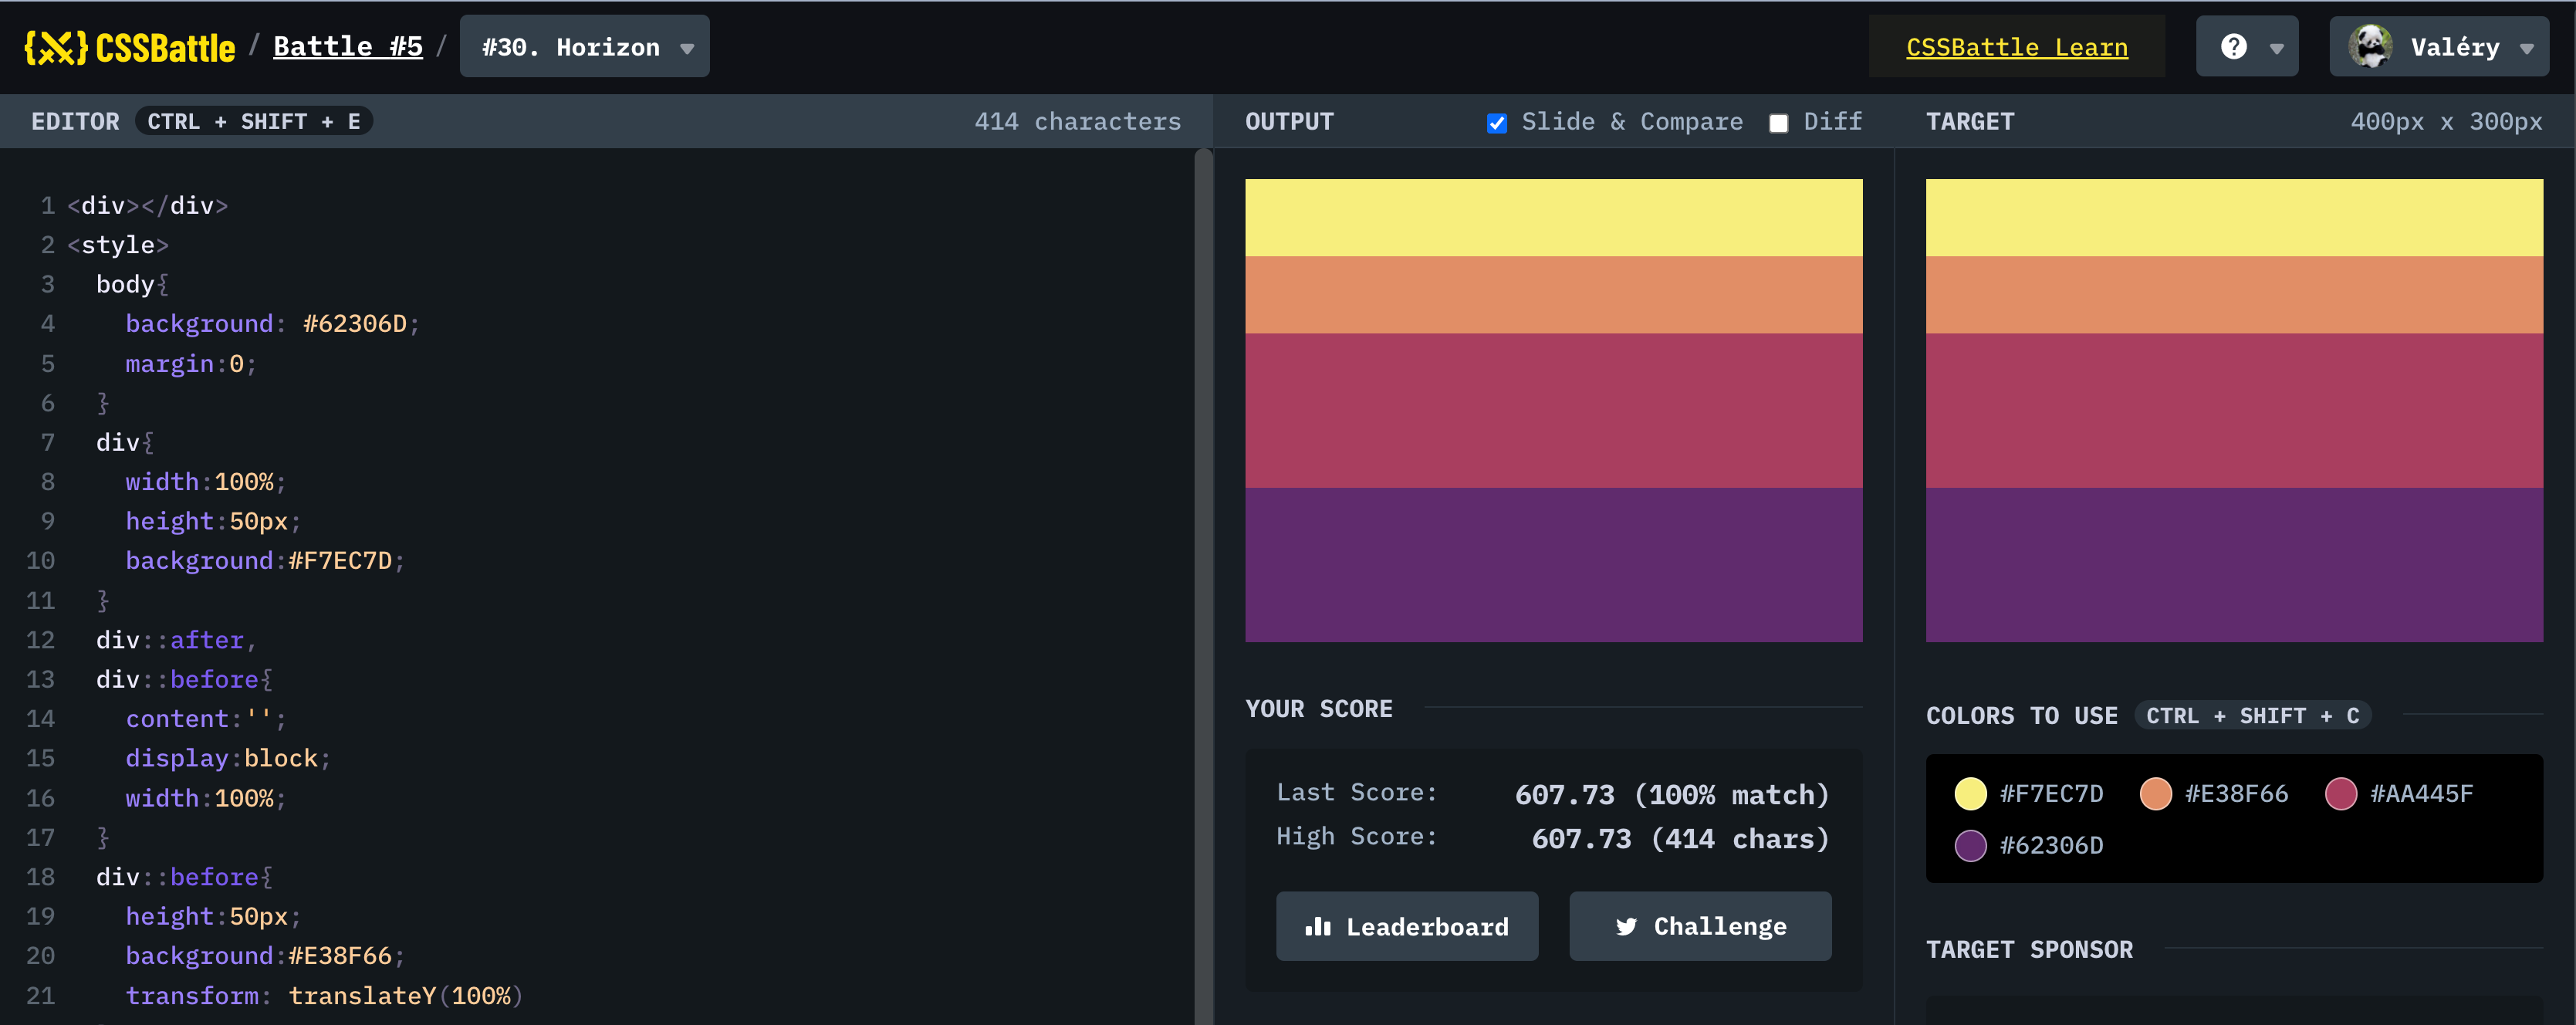 {X} CSSBattle / Battle #5 / #30. Horizon
CSSBattle Learn
? Valéry
EDITOR CTRL + SHIFT + E 414 characters
1 <div></div>
2 <style>
3 body{
4 background: #62306D;
5 margin:0;
6 }
7 div{
8 width:100%;
9 height:50px;
10 background:#F7EC7D;
11 }
12 div::after,
13 div::before{
14 content:'';
15 display:block;
16 width:100%;
17 }
18 div::before{
19 height:50px;
20 background:#E38F66;
21 transform: translateY(100%)
OUTPUT Slide & Compare Diff
YOUR SCORE
Last Score: 607.73 (100% match)
High Score: 607.73 (414 chars)
Leaderboard Challenge
TARGET 400px x 300px
COLORS TO USE CTRL + SHIFT + C
#F7EC7D #E38F66 #AA445F
#62306D
TARGET SPONSOR